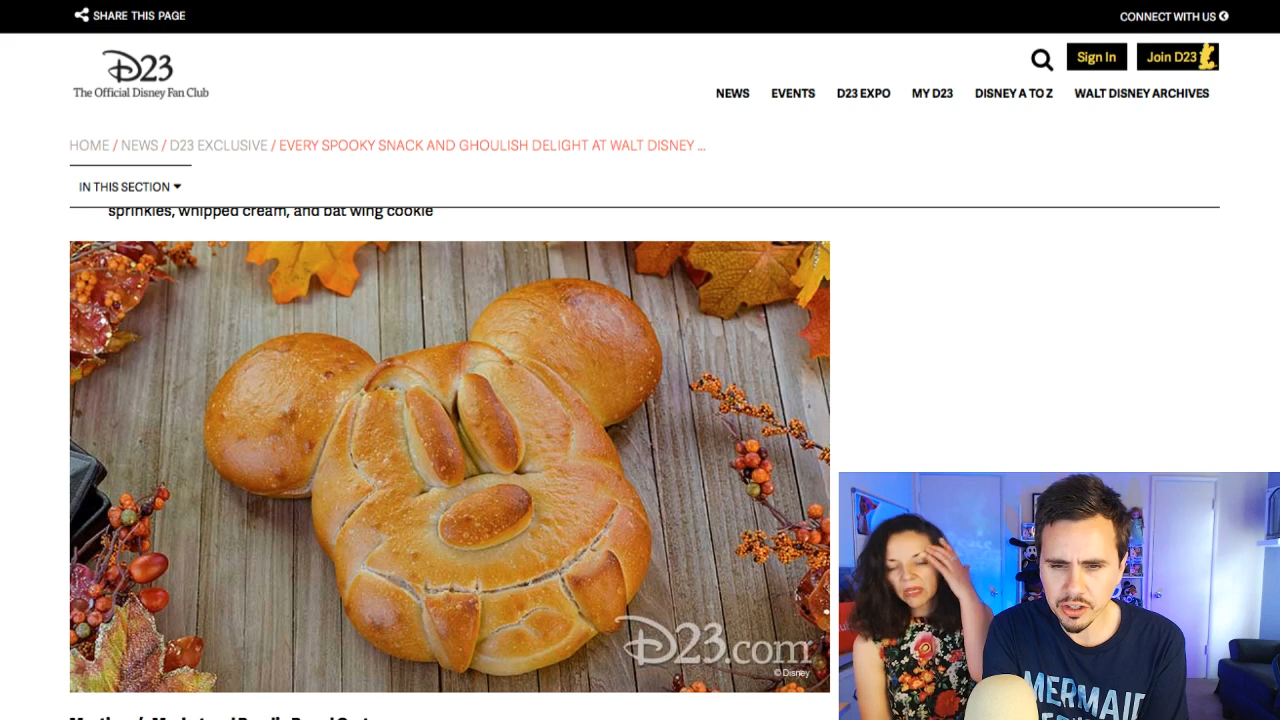 SHARE THIS PAGE
CONNECT WITH US
D23
The Official Disney Fan Club
Sign In
Join D23
NEWS
EVENTS
D23 EXPO
MY D23
DISNEY A TO Z
WALT DISNEY ARCHIVES
HOME / NEWS / D23 EXCLUSIVE / EVERY SPOOKY SNACK AND GHOULISH DELIGHT AT WALT DISNEY ...
IN THIS SECTION
sprinkles, whipped cream, and bat wing cookie
D23.com
© Disney
MERMAID